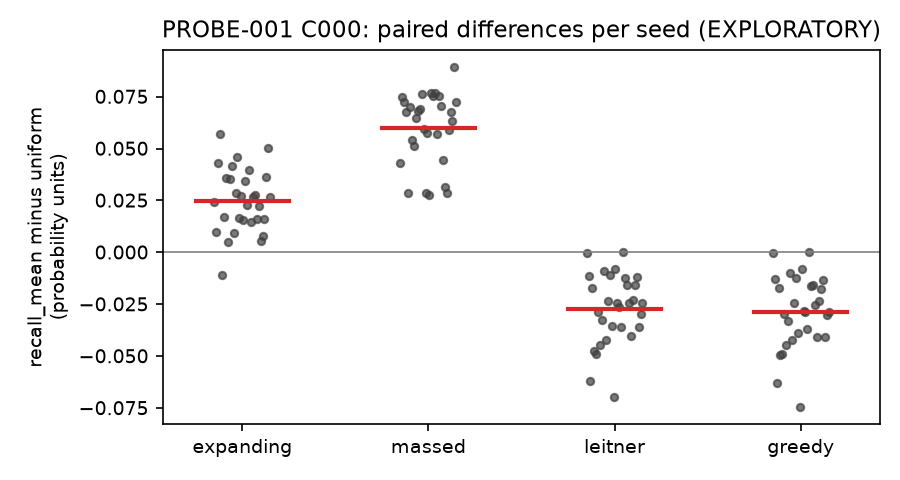 PROBE-001 C000: paired differences per seed (EXPLORATORY)
recall_mean minus uniform
(probability units)
0.075
0.050
0.025
0.000
−0.025
−0.050
−0.075
expanding
massed
leitner
greedy